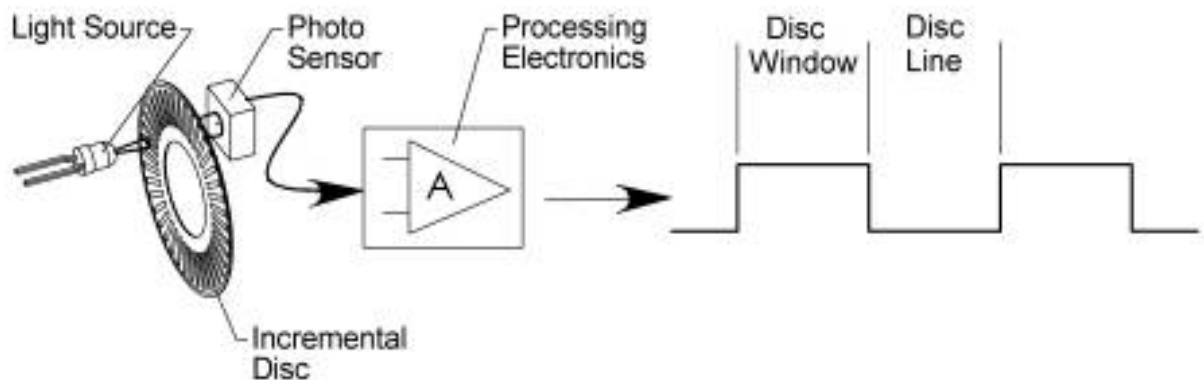 Light Source
Photo
Sensor
Processing
Electronics
Disc
Window
Disc
Line
A
Incremental
Disc